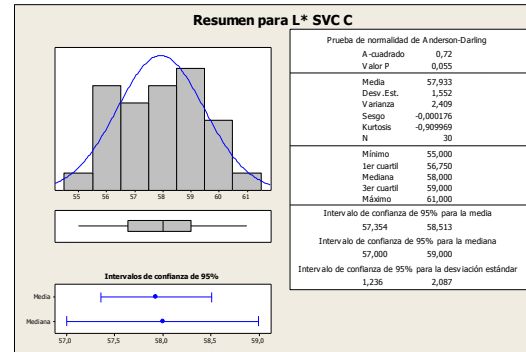 Resumen para L* SVC C
55 56 57 58 59 60 61
Intervalos de confianza de 95%
Media
Mediana
57,0 57,5 58,0 58,5 59,0
Prueba de normalidad de Anderson-Darling
A-cuadrado 0,72
Valor P 0,055
Media 57,933
Desv.Est. 1,552
Varianza 2,409
Sesgo -0,000176
Kurtosis -0,909969
N 30
Mínimo 55,000
1er cuartil 56,750
Mediana 58,000
3er cuartil 59,000
Máximo 61,000
Intervalo de confianza de 95% para la media
57,354 58,513
Intervalo de confianza de 95% para la mediana
57,000 59,000
Intervalo de confianza de 95% para la desviación estándar
1,236 2,087